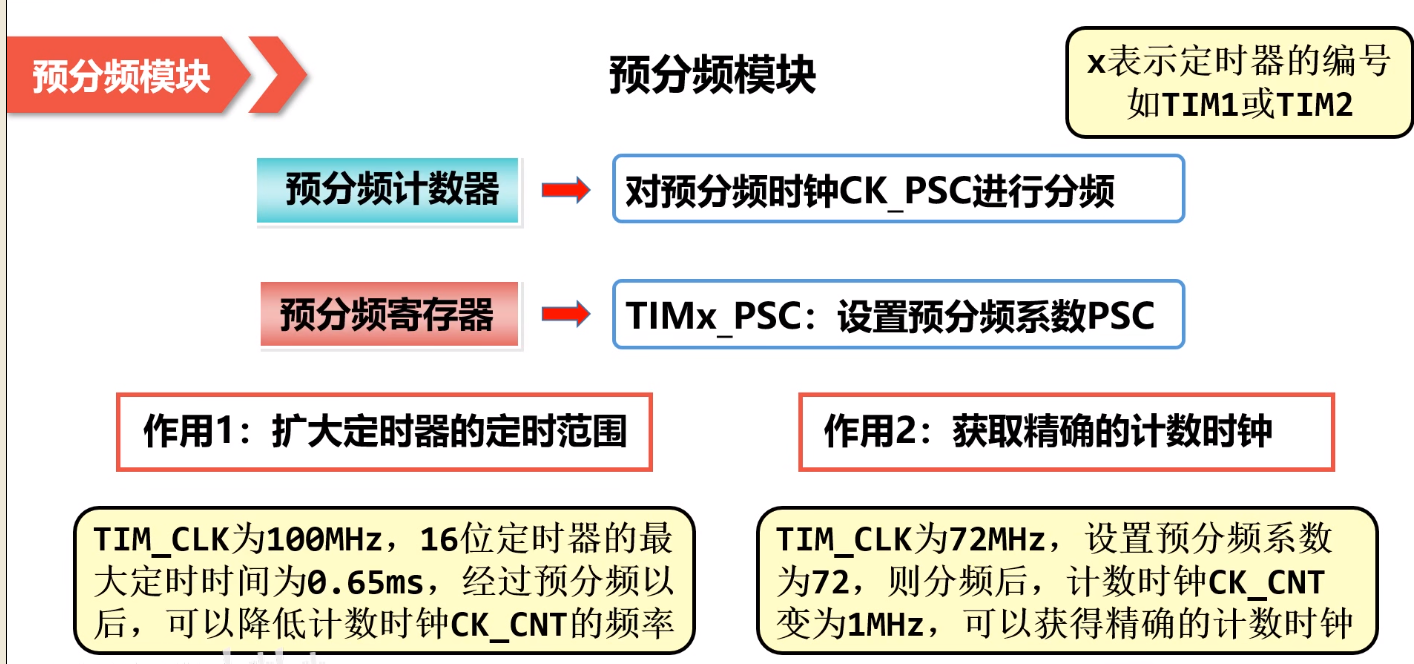 预分频模块
预分频模块
x表示定时器的编号
如TIM1或TIM2
预分频计数器
对预分频时钟CK_PSC进行分频
预分频寄存器
TIMx_PSC：设置预分频系数PSC
作用1：扩大定时器的定时范围
作用2：获取精确的计数时钟
TIM_CLK为100MHz，16位定时器的最
大定时时间为0.65ms，经过预分频以
后，可以降低计数时钟CK_CNT的频率
TIM_CLK为72MHz，设置预分频系数
为72，则分频后，计数时钟CK_CNT
变为1MHz，可以获得精确的计数时钟